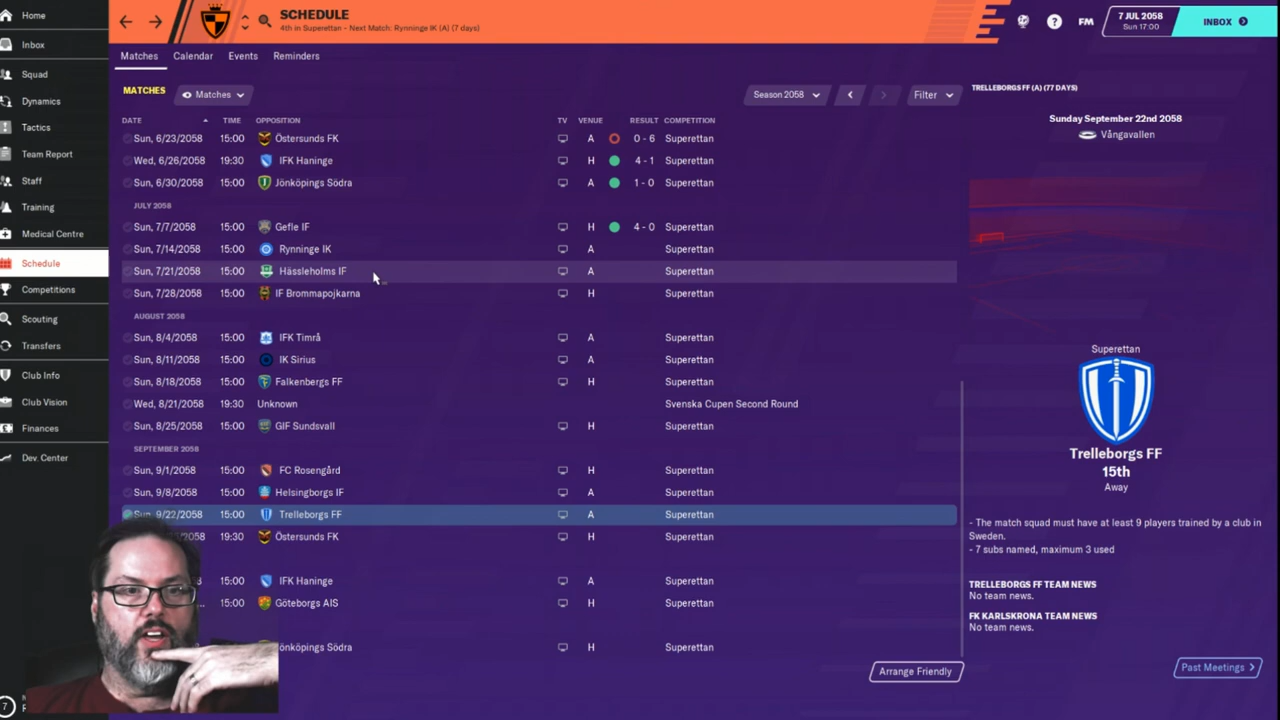 Home
SCHEDULE
4th in Superettan - Next Match: Rynninge IK (A) (7 days)
FM
7 JUL 2058
Sun 17:00
INBOX
Inbox
Squad
Dynamics
Tactics
Team Report
Staff
Training
Medical Centre
Schedule
Competitions
Scouting
Transfers
Club Info
Club Vision
Finances
Dev. Center
Matches Calendar Events Reminders
MATCHES Matches Season 2058 Filter
DATE TIME OPPOSITION TV VENUE RESULT COMPETITION
Sun, 6/23/2058 15:00 Östersunds FK A 0 - 6 Superettan
Wed, 6/26/2058 19:30 IFK Haninge H 4 - 1 Superettan
Sun, 6/30/2058 15:00 Jönköpings Södra A 1 - 0 Superettan
JULY 2058
Sun, 7/7/2058 15:00 Gefle IF H 4 - 0 Superettan
Sun, 7/14/2058 15:00 Rynninge IK A Superettan
Sun, 7/21/2058 15:00 Hässleholms IF A Superettan
Sun, 7/28/2058 15:00 IF Brommapojkarna H Superettan
AUGUST 2058
Sun, 8/4/2058 15:00 IFK Timrå A Superettan
Sun, 8/11/2058 15:00 IK Sirius A Superettan
Sun, 8/18/2058 15:00 Falkenbergs FF H Superettan
Wed, 8/21/2058 19:30 Unknown Svenska Cupen Second Round
Sun, 8/25/2058 15:00 GIF Sundsvall H Superettan
SEPTEMBER 2058
Sun, 9/1/2058 15:00 FC Rosengård H Superettan
Sun, 9/8/2058 15:00 Helsingborgs IF A Superettan
Sun, 9/22/2058 15:00 Trelleborgs FF A Superettan
19:30 Östersunds FK H Superettan
15:00 IFK Haninge A Superettan
15:00 Göteborgs AIS H Superettan
Jönköpings Södra H Superettan
Arrange Friendly
TRELLEBORGS FF (A) (77 DAYS)
Sunday September 22nd 2058
Vångavallen
Superettan
Trelleborgs FF
15th
Away
- The match squad must have at least 9 players trained by a club in
Sweden.
- 7 subs named, maximum 3 used
TRELLEBORGS FF TEAM NEWS
No team news.
FK KARLSKRONA TEAM NEWS
No team news.
Past Meetings
7